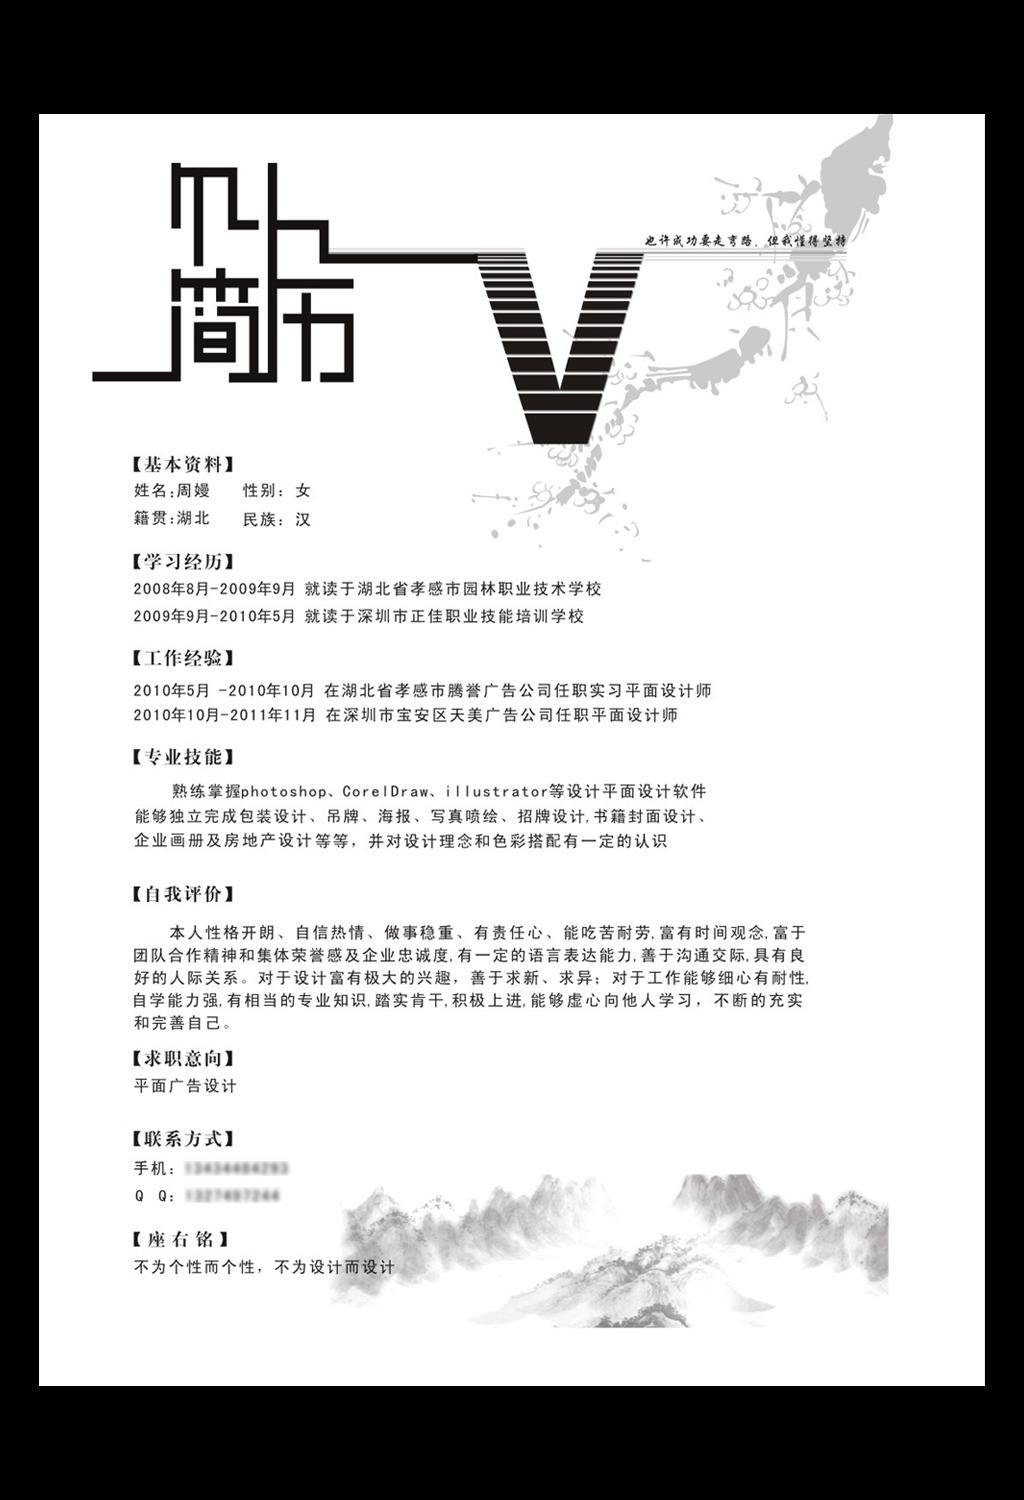 个人简历
V
也许成功要走弯路，但我懂得坚持
【基本资料】
姓名:周嫚 性别：女
籍贯:湖北 民族：汉
【学习经历】
2008年8月-2009年9月 就读于湖北省孝感市园林职业技术学校
2009年9月-2010年5月 就读于深圳市正佳职业技能培训学校
【工作经验】
2010年5月 -2010年10月 在湖北省孝感市腾誉广告公司任职实习平面设计师
2010年10月-2011年11月 在深圳市宝安区天美广告公司任职平面设计师
【专业技能】
熟练掌握photoshop、CorelDraw、illustrator等设计平面设计软件
能够独立完成包装设计、吊牌、海报、写真喷绘、招牌设计,书籍封面设计、
企业画册及房地产设计等等，并对设计理念和色彩搭配有一定的认识
【自我评价】
本人性格开朗、自信热情、做事稳重、有责任心、能吃苦耐劳,富有时间观念,富于
团队合作精神和集体荣誉感及企业忠诚度,有一定的语言表达能力,善于沟通交际,具有良
好的人际关系。对于设计富有极大的兴趣，善于求新、求异；对于工作能够细心有耐性,
自学能力强,有相当的专业知识,踏实肯干,积极上进,能够虚心向他人学习，不断的充实
和完善自己。
【求职意向】
平面广告设计
【联系方式】
手机：
Q Q：
【座右铭】
不为个性而个性，不为设计而设计